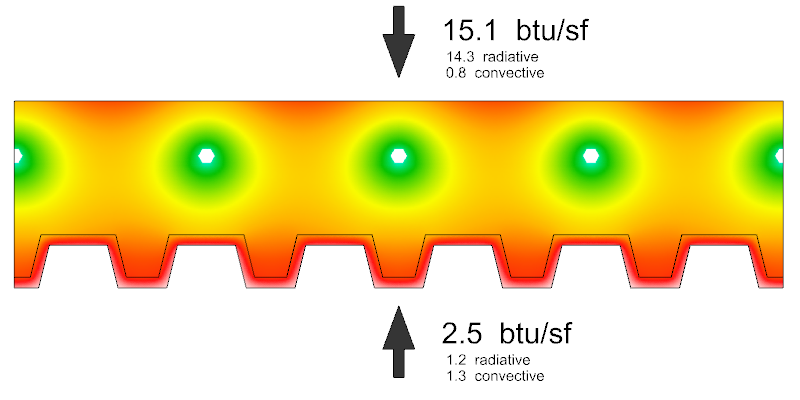 15.1 btu/sf
14.3 radiative
0.8 convective
2.5 btu/sf
1.2 radiative
1.3 convective